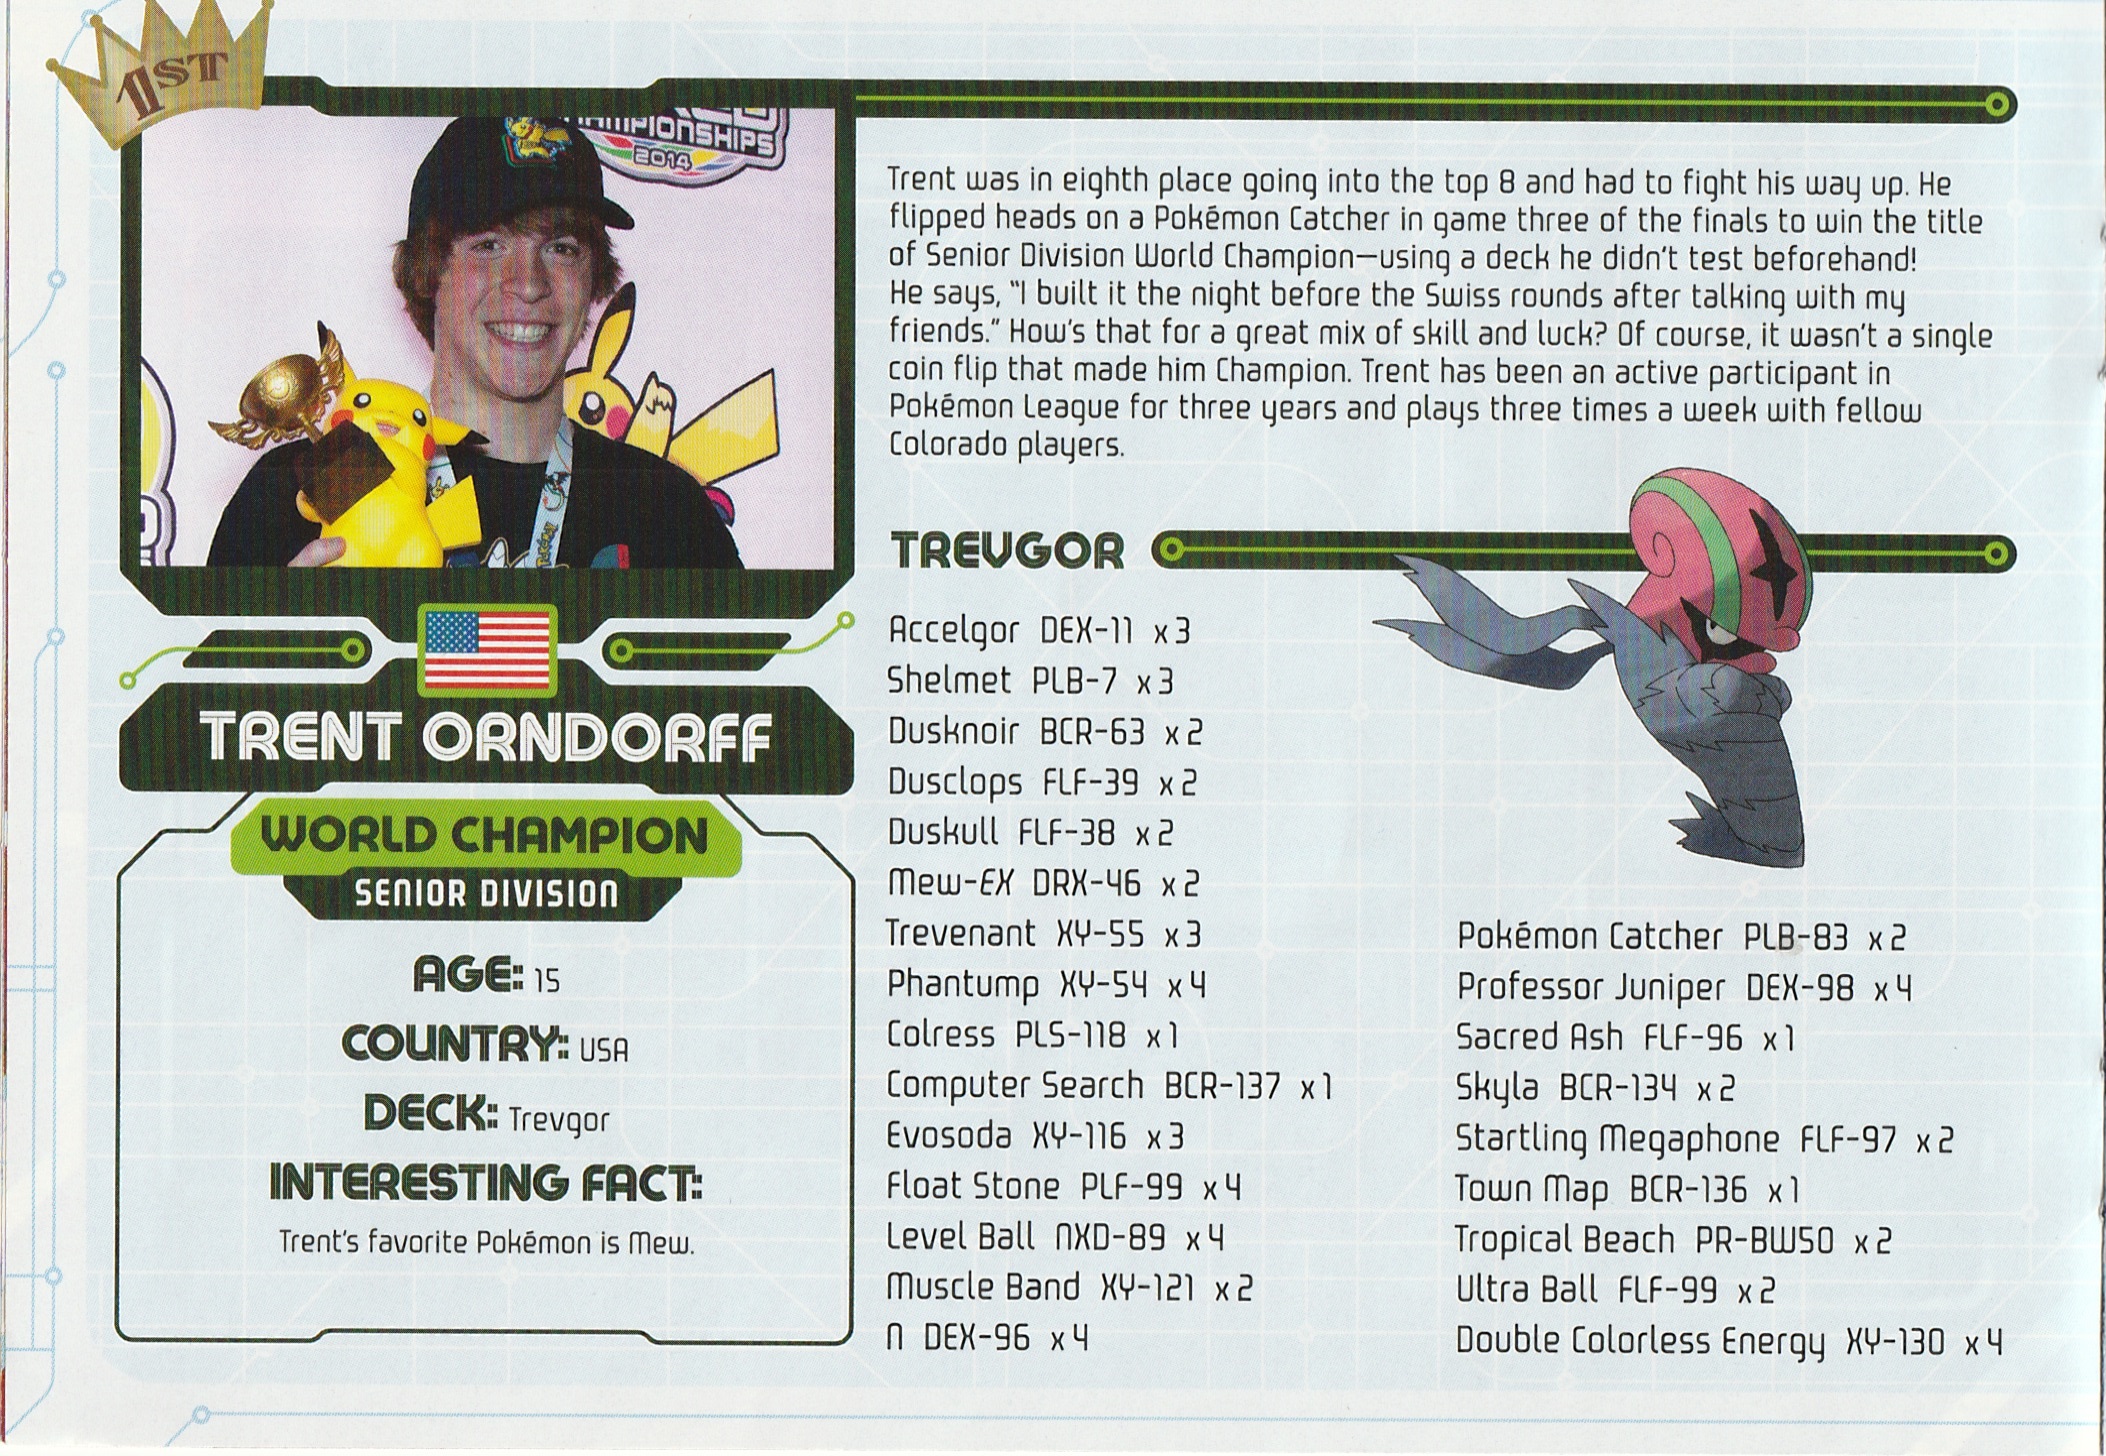 1ST
CHAMPIONSHIPS
2014
Trent was in eighth place going into the top 8 and had to fight his way up. He
flipped heads on a Pokémon Catcher in game three of the finals to win the title
of Senior Division World Champion—using a deck he didn't test beforehand!
He says, "I built it the night before the Swiss rounds after talking with my
friends." How's that for a great mix of skill and luck? Of course, it wasn't a single
coin flip that made him Champion. Trent has been an active participant in
Pokémon League for three years and plays three times a week with fellow
Colorado players.
TRENT ORNDORFF
WORLD CHAMPION
SENIOR DIVISION
AGE: 15
COUNTRY: USA
DECK: Trevgor
INTERESTING FACT:
Trent's favorite Pokémon is Mew.
TREVGOR
Accelgor DEX-11 x3
Shelmet PLB-7 x3
Dusknoir BCR-63 x2
Dusclops FLF-39 x2
Duskull FLF-38 x2
Mew-EX DRX-46 x2
Trevenant XY-55 x3
Phantump XY-54 x4
Colress PLS-118 x1
Computer Search BCR-137 x1
Evosoda XY-116 x3
Float Stone PLF-99 x4
Level Ball NXD-89 x4
Muscle Band XY-121 x2
N DEX-96 x4
Pokémon Catcher PLB-83 x2
Professor Juniper DEX-98 x4
Sacred Ash FLF-96 x1
Skyla BCR-134 x2
Startling Megaphone FLF-97 x2
Town Map BCR-136 x1
Tropical Beach PR-BW50 x2
Ultra Ball FLF-99 x2
Double Colorless Energy XY-130 x4